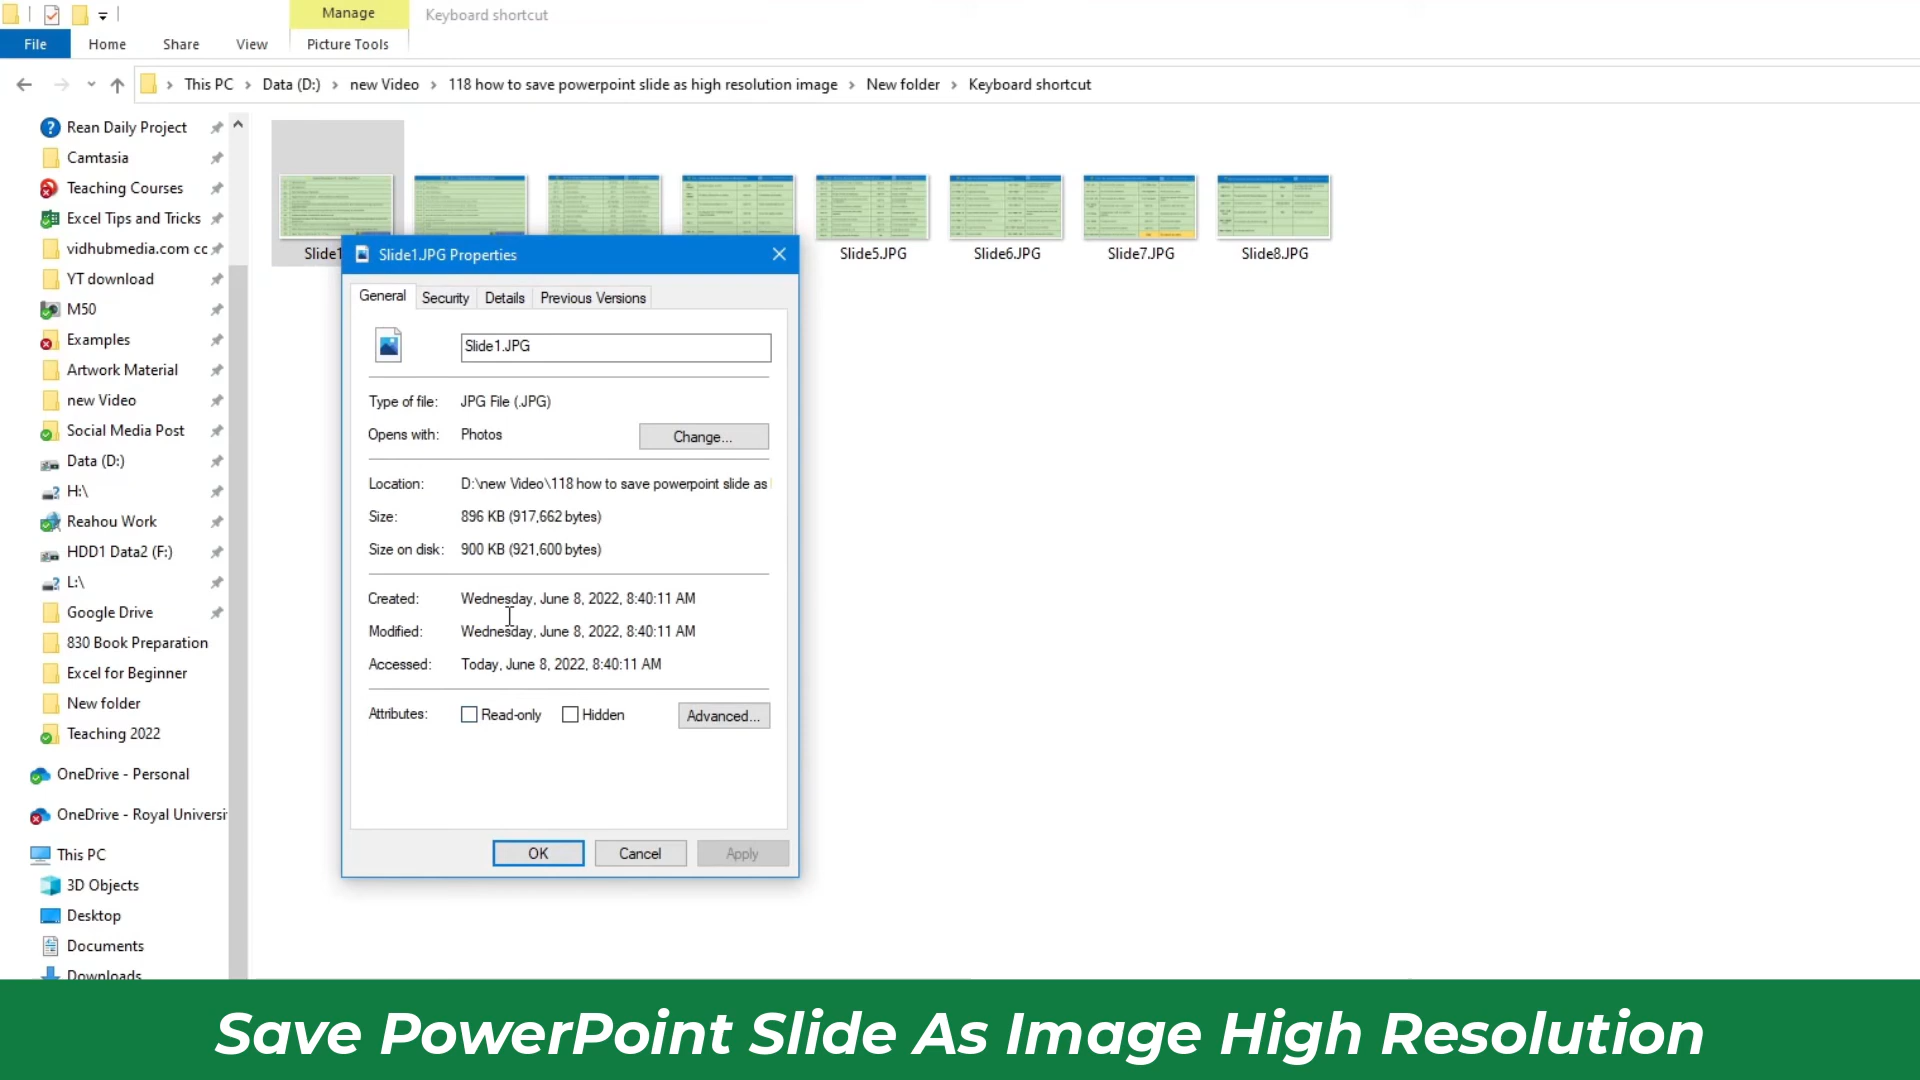 Manage
Keyboard shortcut
File
Home
Share
View
Picture Tools
This PC
Data (D:)
new Video
118 how to save powerpoint slide as high resolution image
New folder
Keyboard shortcut
Rean Daily Project
Camtasia
Teaching Courses
Excel Tips and Tricks
vidhubmedia.com cc
YT download
M50
Examples
Artwork Material
new Video
Social Media Post
Data (D:)
H:\
Reahou Work
HDD1 Data2 (F:)
L:\
Google Drive
830 Book Preparation
Excel for Beginner
New folder
Teaching 2022
OneDrive - Personal
OneDrive - Royal Universi
This PC
3D Objects
Desktop
Documents
Downloads
Slide1
Slide5.JPG
Slide6.JPG
Slide7.JPG
Slide8.JPG
Slide1.JPG Properties
General
Security
Details
Previous Versions
Slide1.JPG
Type of file: JPG File (.JPG)
Opens with: Photos
Change...
Location: D:\new Video\118 how to save powerpoint slide as
Size: 896 KB (917,662 bytes)
Size on disk: 900 KB (921,600 bytes)
Created: Wednesday, June 8, 2022, 8:40:11 AM
Modified: Wednesday, June 8, 2022, 8:40:11 AM
Accessed: Today, June 8, 2022, 8:40:11 AM
Attributes: Read-only Hidden
Advanced...
OK
Cancel
Apply
Save PowerPoint Slide As Image High Resolution